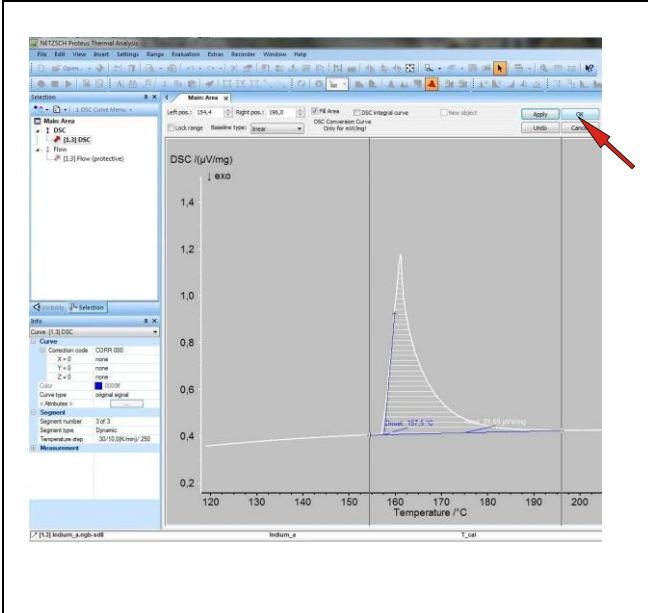 NETZSCH Proteus Thermal Analysis
File Edit View Insert Settings Range Evaluation Extras Recorder Window Help
Open...
Selection
1 DSC Curve Menu
Main: Area
1 DSC
[1.3] DSC
1 Flow
[1.3] Flow (protective)
Visibility Selection
Info
Curve: [1.3] DSC
Curve
Correction code CORR 000
X = 0 none
Y = 0 none
Z = 0 none
Color
Curve type original signal
< Attributes > ...
Segment
Segment number 3 of 3
Segment type Dynamic
Temperature step 30/10,0(K/min)/ 250
Measurement
Main: Area x
Left pos.: 154,4 Right pos.: 196,0 Fill Area DSC integral curve New object Apply OK
Lock range Baseline type: linear DSC Conversion Curve Undo Cancel
Only for mW/mg!
DSC /(µV/mg)
↓ exo
1,4
1,2
1,0
0,8
0,6
0,4
0,2
Onset: 157,5 °C
120 130 140 150 160 170 180 190 200
Temperature /°C
[1.3] Indium_a.ngb-sd8 Indium_a T_cal